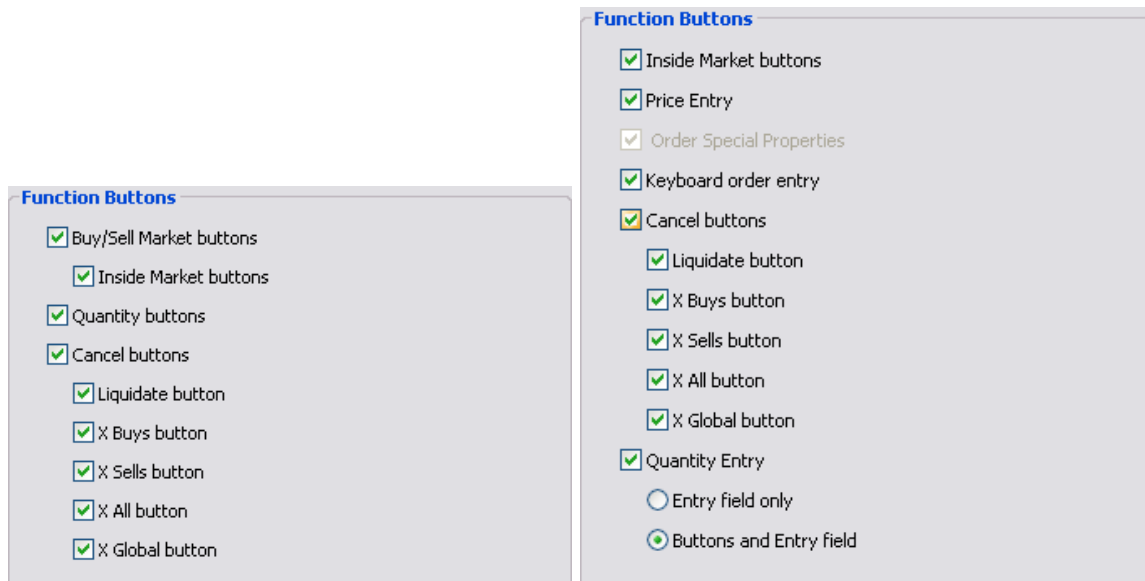 Function Buttons
Buy/Sell Market buttons
Inside Market buttons
Quantity buttons
Cancel buttons
Liquidate button
X Buys button
X Sells button
X All button
X Global button
Function Buttons
Inside Market buttons
Price Entry
Order Special Properties
Keyboard order entry
Cancel buttons
Liquidate button
X Buys button
X Sells button
X All button
X Global button
Quantity Entry
Entry field only
Buttons and Entry field